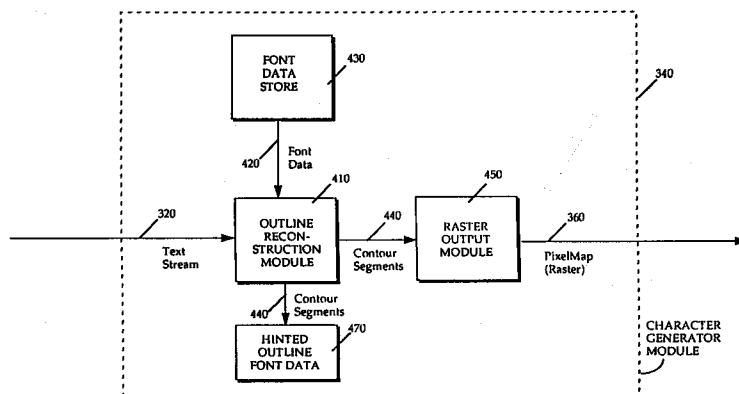 FONT
DATA
STORE
430
340
420
Font
Data
410
450
320
OUTLINE
RECON-
STRUCTION
MODULE
440
RASTER
OUTPUT
MODULE
360
Text
Stream
Contour
Segments
PixelMap
(Raster)
440
Contour
Segments
HINTED
OUTLINE
FONT DATA
470
CHARACTER
GENERATOR
MODULE